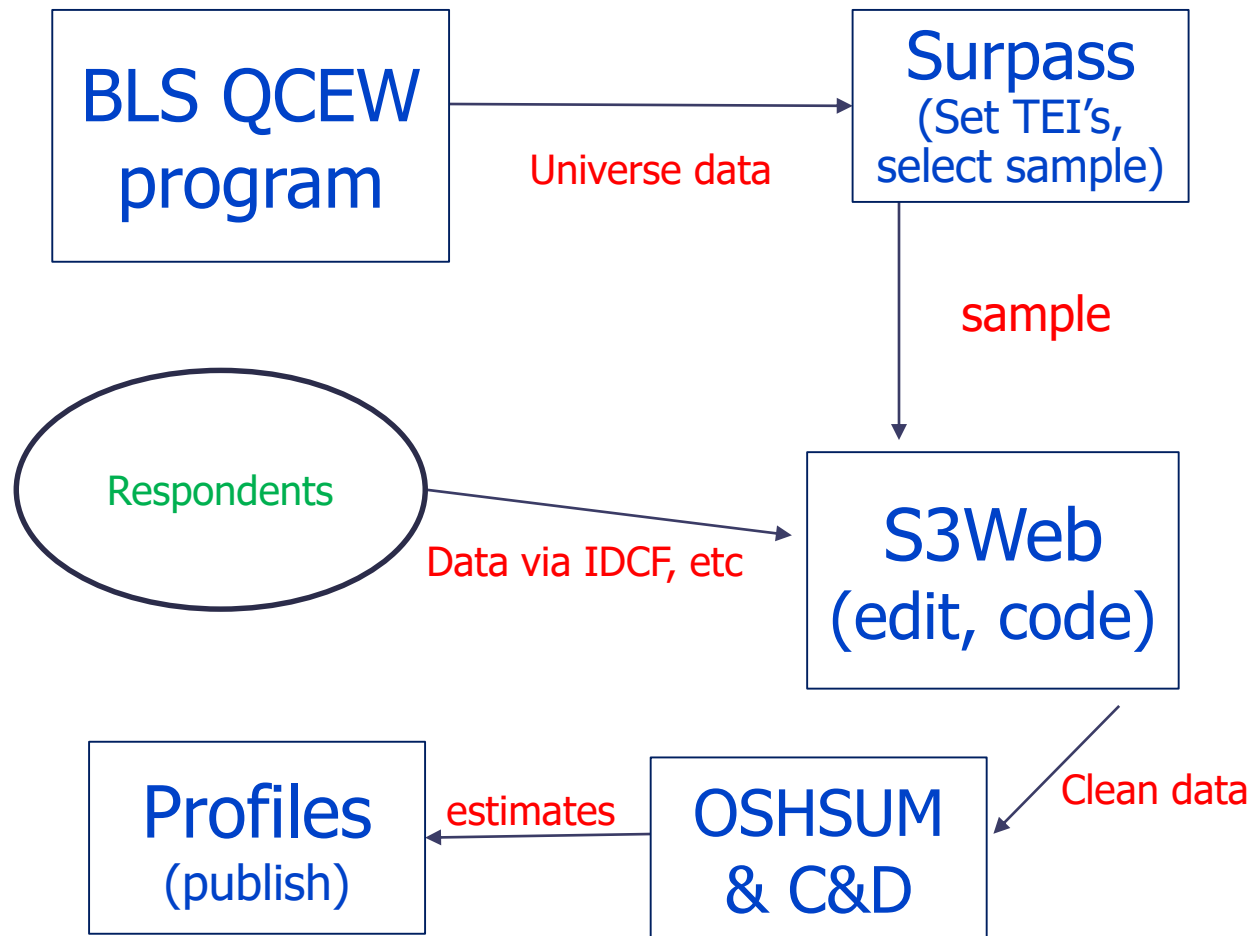 BLS QCEW
program
Universe data
Surpass
(Set TEI’s,
select sample)
sample
Respondents
Data via IDCF, etc
S3Web
(edit, code)
Clean data
OSHSUM
& C&D
estimates
Profiles
(publish)